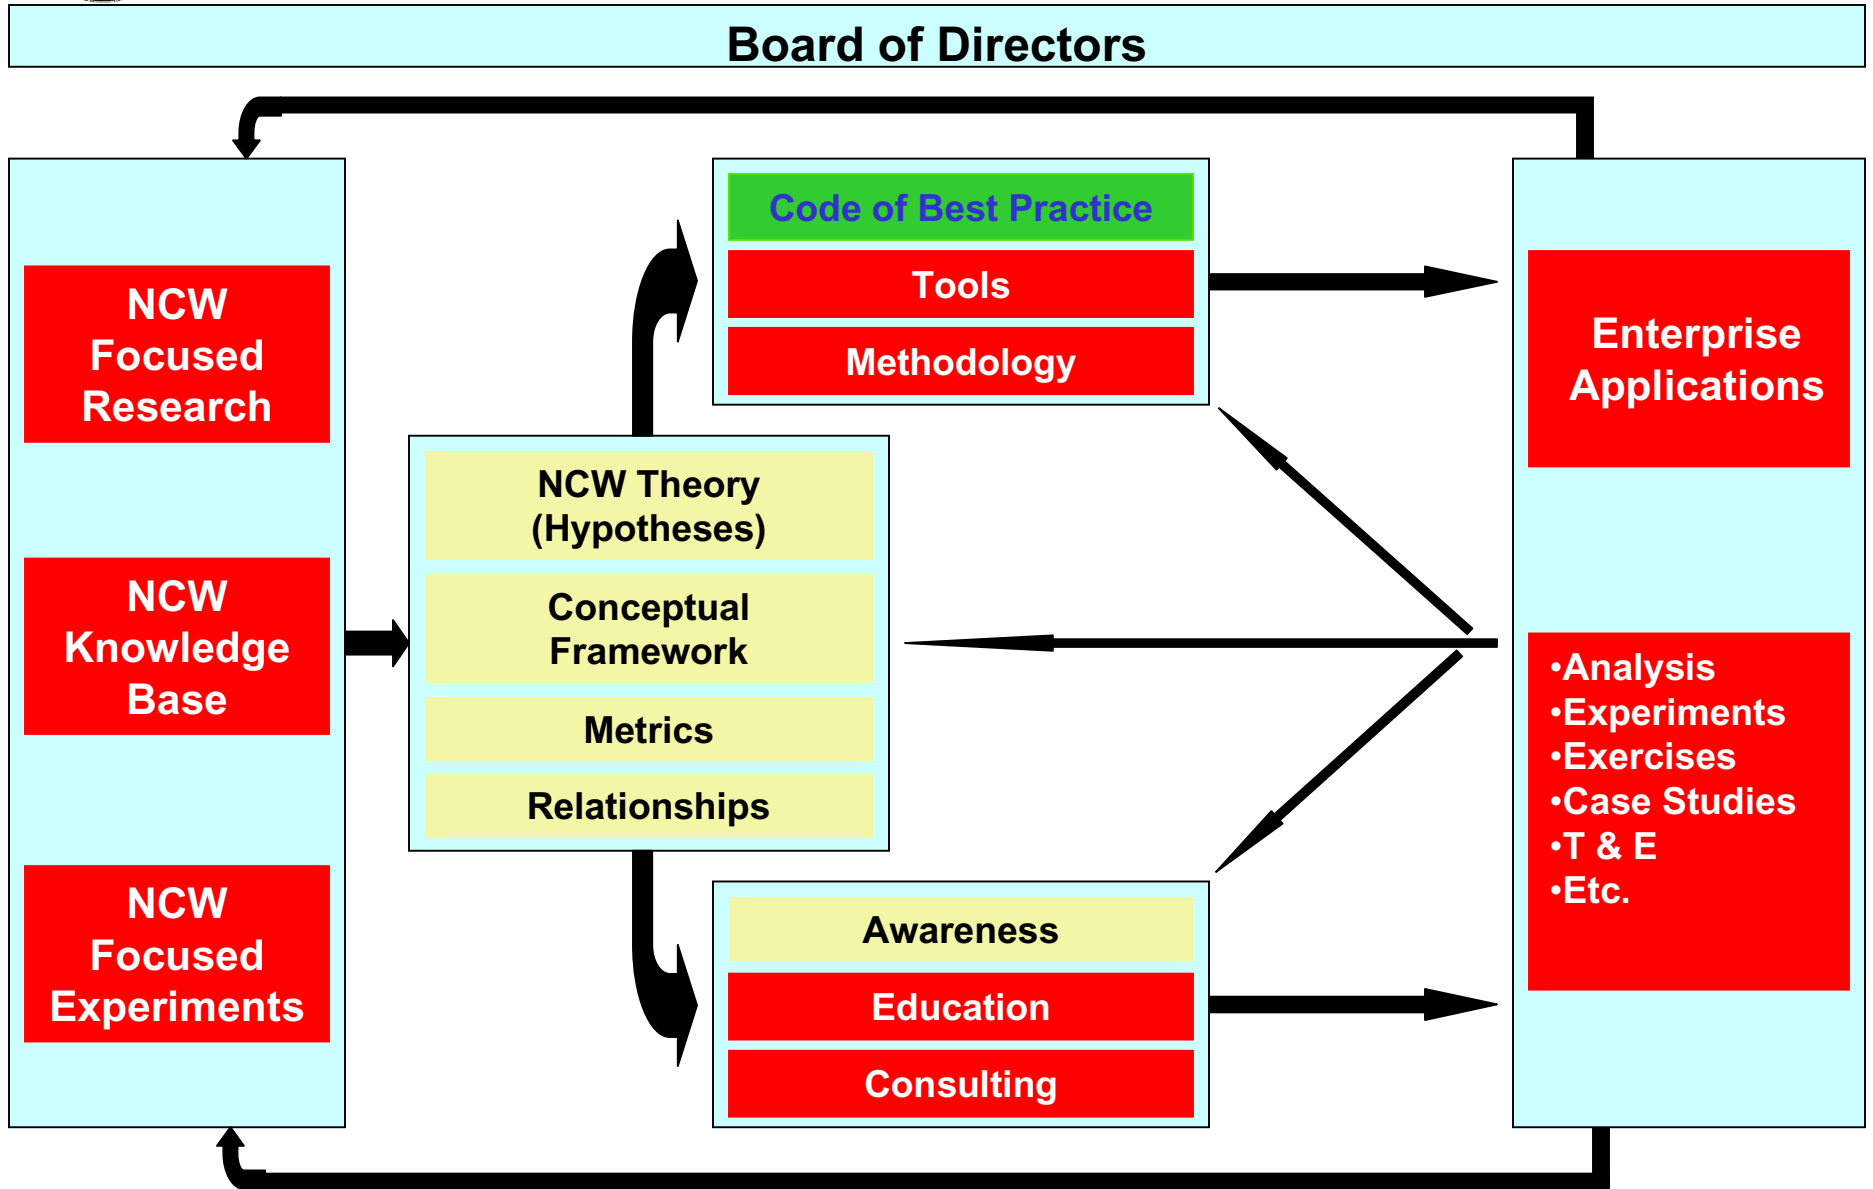 Board of Directors
NCW
Focused
Research
NCW
Knowledge
Base
NCW
Focused
Experiments
NCW Theory
(Hypotheses)
Conceptual
Framework
Metrics
Relationships
Code of Best Practice
Tools
Methodology
Awareness
Education
Consulting
Enterprise
Applications
•Analysis
•Experiments
•Exercises
•Case Studies
•T & E
•Etc.